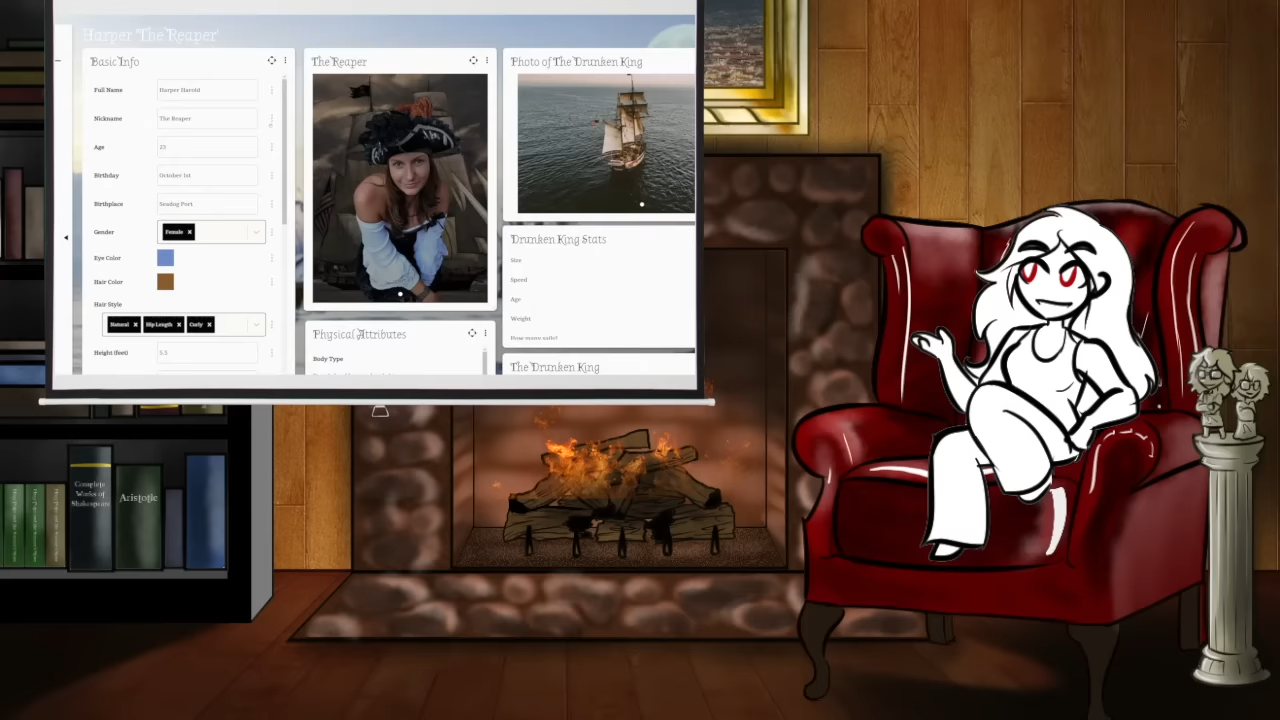 Harper 'The Reaper'
Basic Info
Full Name
Harper Harold
Nickname
The Reaper
Age
23
Birthday
October 1st
Birthplace
Seadog Port
Gender
Female ×
Eye Color
Hair Color
Hair Style
Natural × Hip Length × Curly ×
Height (feet)
5.5
The Reaper
Physical Attributes
Body Type
Photo of The Drunken King
Drunken King Stats
Size
Speed
Age
Weight
How many sails?
The Drunken King
Complete
Works of
Shakespeare
Aristotle